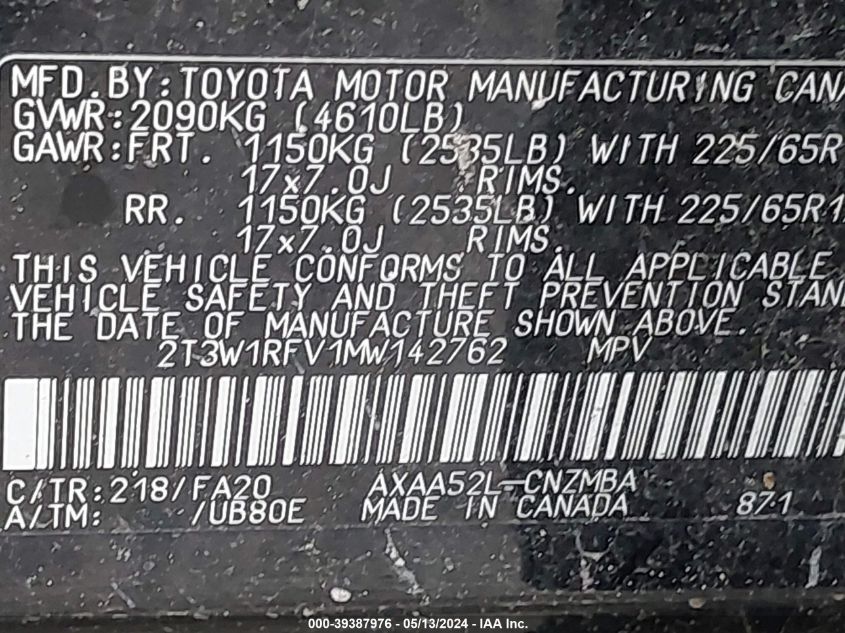 MFD.BY:TOYOTA MOTOR MANUFACTURING CANA
GVWR:2090KG (4610LB)
GAWR:FRT. 1150KG (2535LB) WITH 225/65R
17x7.0J RIMS.
RR. 1150KG (2535LB) WITH 225/65R1
17x7.0J RIMS.
THIS VEHICLE CONFORMS TO ALL APPLICABLE
VEHICLE SAFETY AND THEFT PREVENTION STAN
THE DATE OF MANUFACTURE SHOWN ABOVE.
2T3W1RFV1MW142762 MPV
C/TR:218/FA20 AXAA52L-CNZMBA
A/TM: /UB80E MADE IN CANADA 871
000-39387976 / 05/13/2024 - IAA Inc.